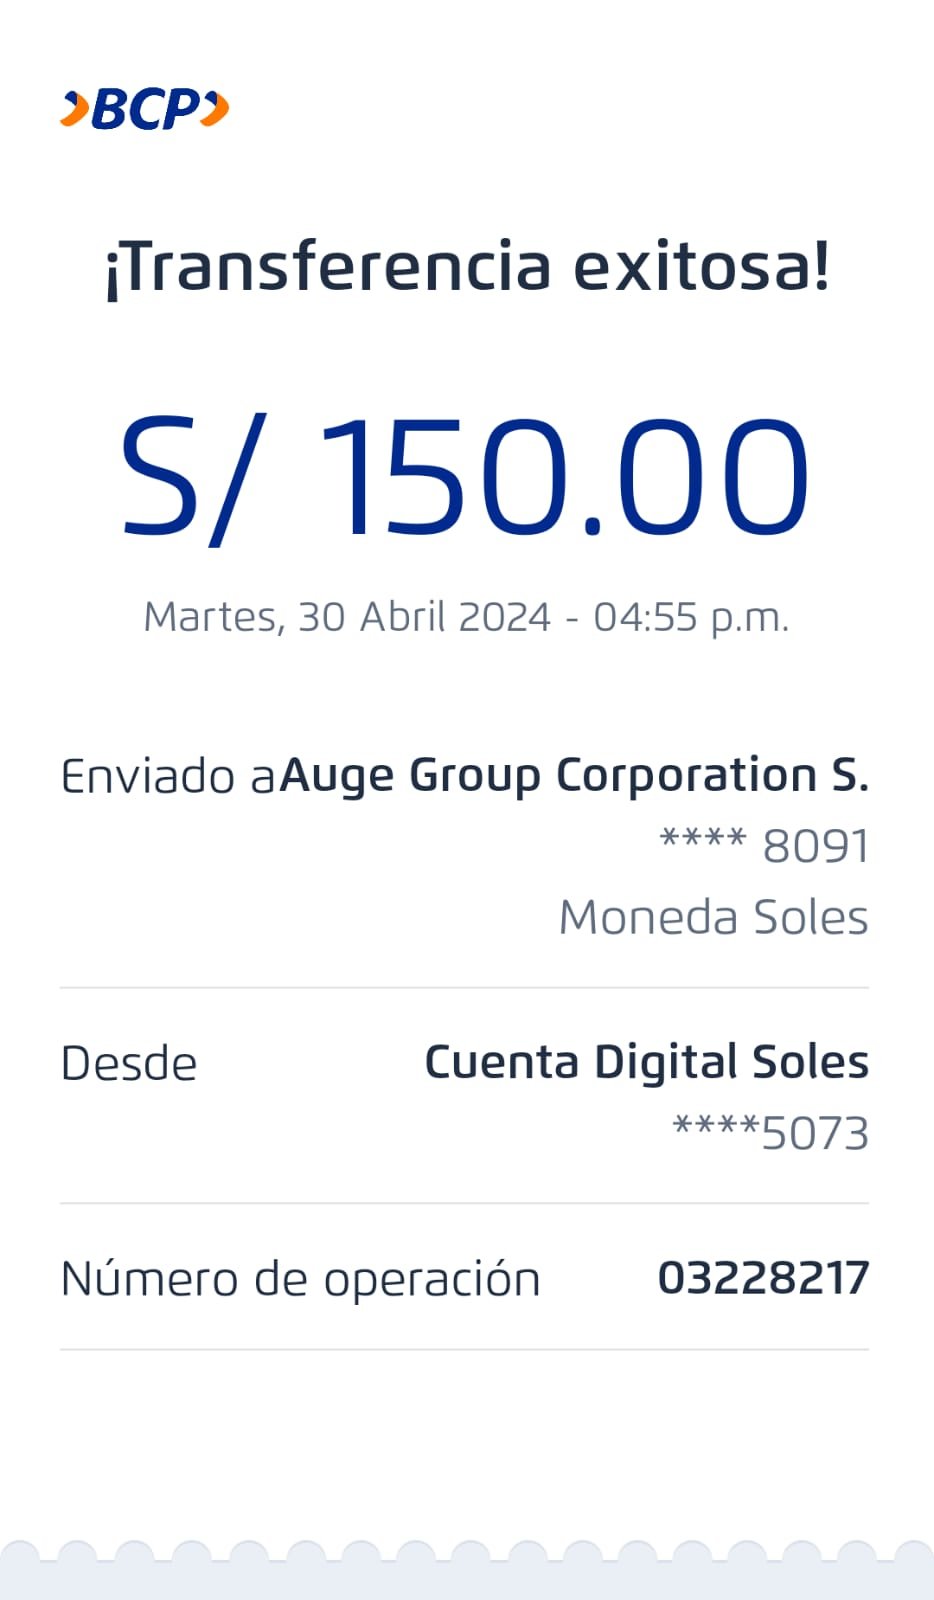 BCP
¡Transferencia exitosa!
S/ 150.00
Martes, 30 Abril 2024 - 04:55 p.m.
Enviado a Auge Group Corporation S.
**** 8091
Moneda Soles
Desde Cuenta Digital Soles
****5073
Número de operación 03228217